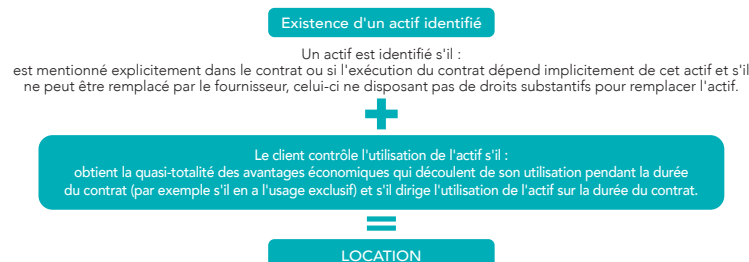 Existence d'un actif identifié
Un actif est identifié s'il :
est mentionné explicitement dans le contrat ou si l'exécution du contrat dépend implicitement de cet actif et s'il
ne peut être remplacé par le fournisseur, celui-ci ne disposant pas de droits substantifs pour remplacer l'actif.
+
Le client contrôle l'utilisation de l'actif s'il :
obtient la quasi-totalité des avantages économiques qui découlent de son utilisation pendant la durée
du contrat (par exemple s'il en a l'usage exclusif) et s'il dirige l'utilisation de l'actif sur la durée du contrat.
=
LOCATION